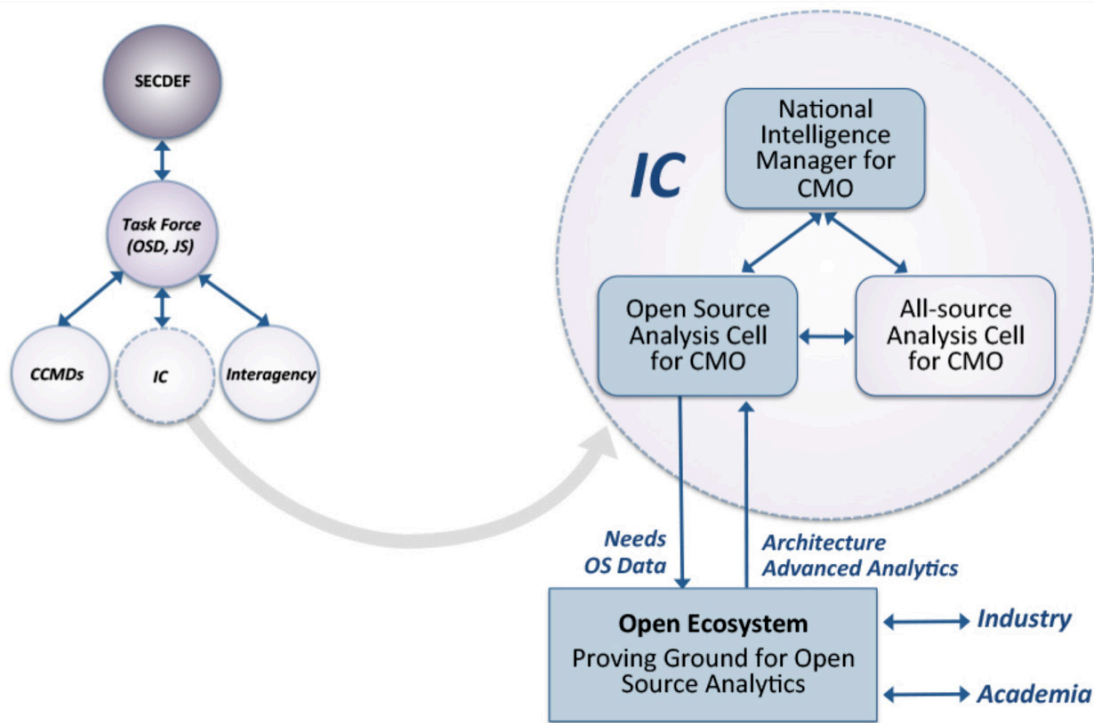 SECDEF
Task Force
(OSD, JS)
CCMDs
IC
Interagency
IC
National
Intelligence
Manager for
CMO
Open Source
Analysis Cell
for CMO
All-source
Analysis Cell
for CMO
Needs
OS Data
Architecture
Advanced Analytics
Open Ecosystem
Proving Ground for Open
Source Analytics
Industry
Academia